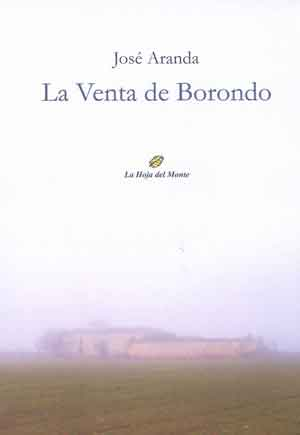 José Aranda
La Venta de Borondo
La Hoja del Monte